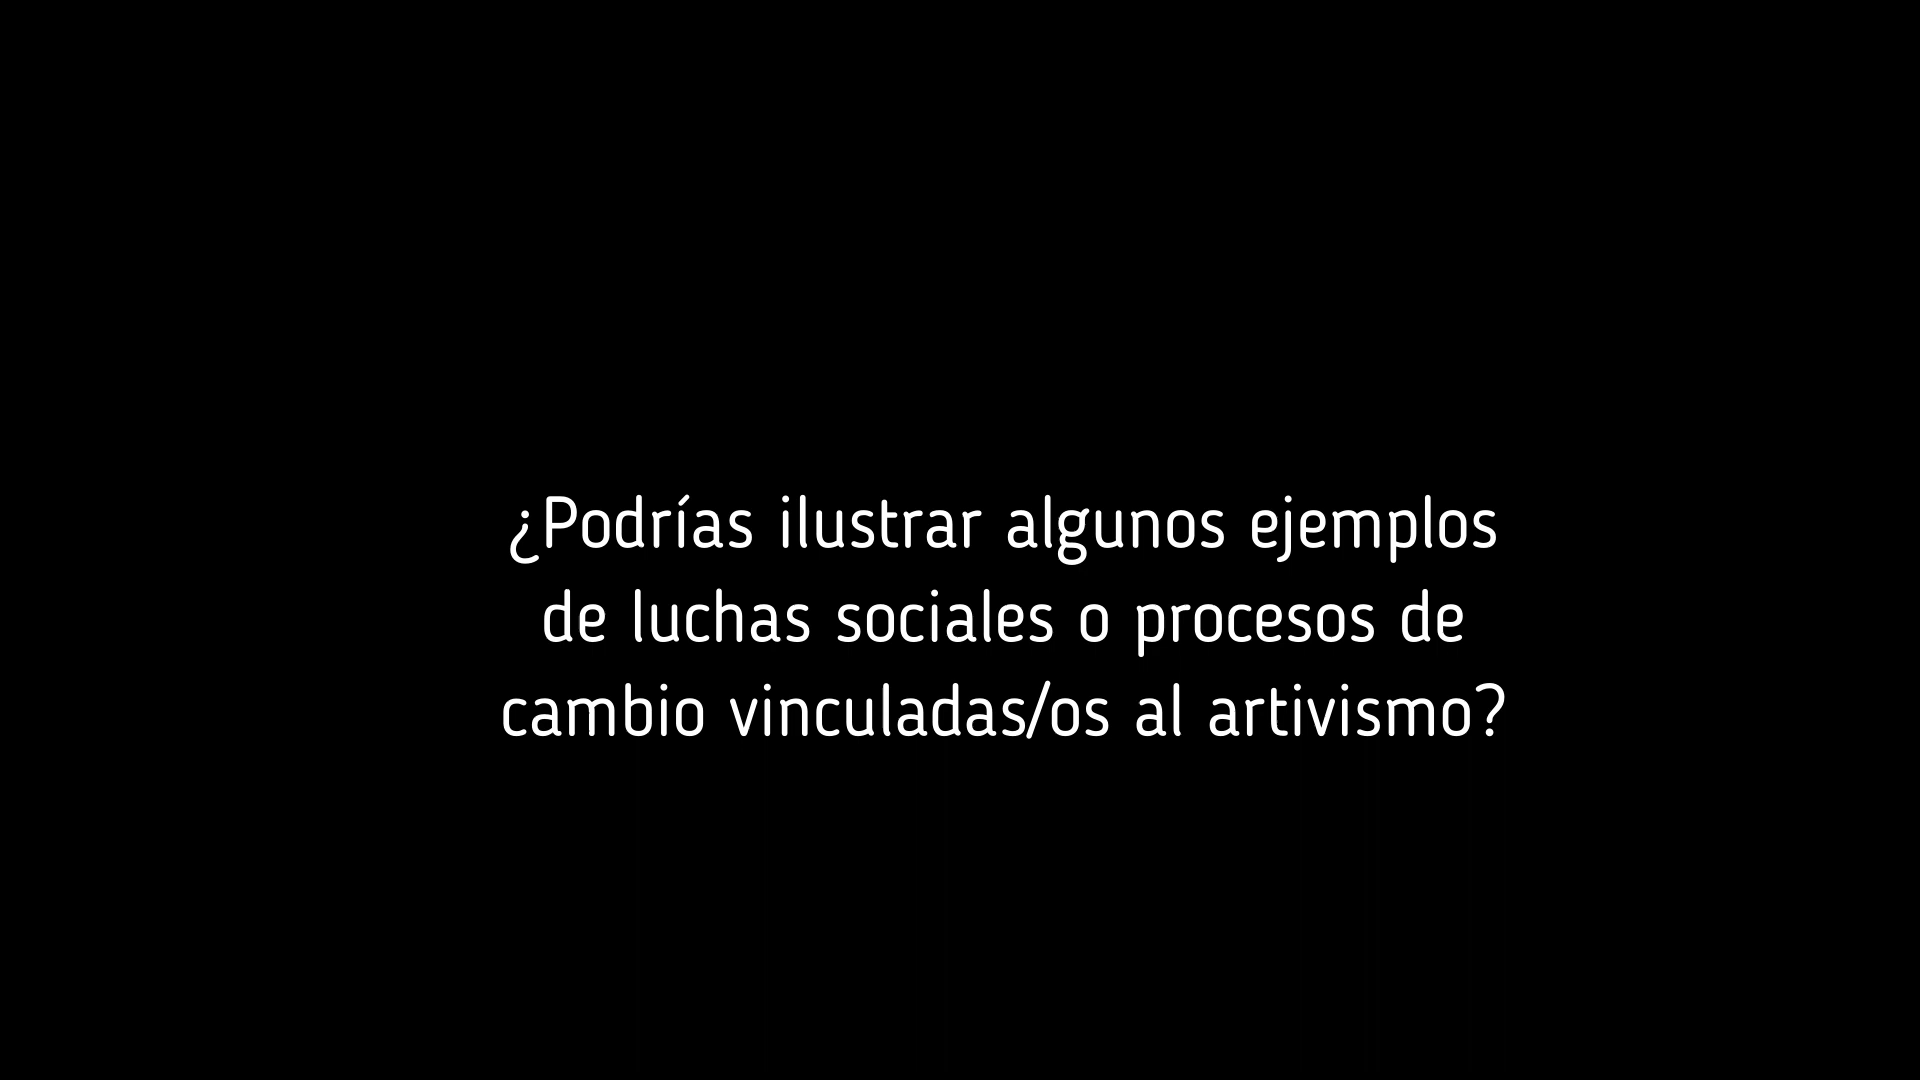 ¿Podrías ilustrar algunos ejemplos
de luchas sociales o procesos de
cambio vinculadas/os al artivismo?